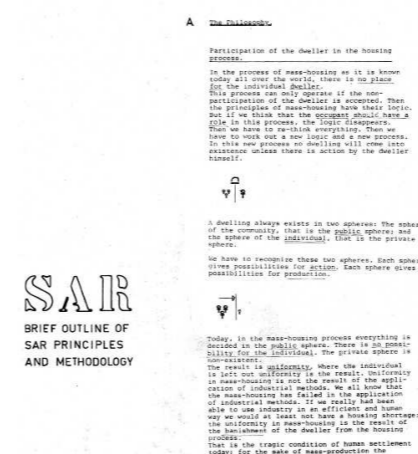 SAR
BRIEF OUTLINE OF
SAR PRINCIPLES
AND METHODOLOGY
A The Philosophy.
Participation of the dweller in the housing
process.
In the process of mass-housing as it is known
today all over the world, there is no place
for the individual dweller.
This process can only operate if the non-
participation of the dweller is accepted. Then
the principles of mass-housing have their logic.
But if we think that the occupant should have a
role in this process, the logic disappears.
Then we have to re-think everything. Then we
have to work out a new logic and a new process.
In this new process no dwelling will come into
existence unless there is action by the dweller
himself.
A dwelling always exists in two spheres: The sphe
of the community, that is the public sphere; and
the sphere of the individual, that is the private
sphere.
We have to recognize these two spheres. Each sphe
gives possibilities for action. Each sphere gives
possibilities for production.
Today, in the mass-housing process everything is
decided in the public sphere. There is no possi-
bility for the individual. The private sphere is
non-existent.
The result is uniformity. Where the individual
is left out uniformity is the result. Uniformity
in mass-housing is not the result of the appli-
cation of industrial methods. We all know that
the mass-housing has failed in the application
of industrial methods. If we really had been
able to use industry in an efficient and human
way we would at least not have a housing shortage;
the uniformity in mass-housing is the result of
the banishment of the dweller from the housing
process.
That is the tragic condition of human settlement
today: for the sake of mass-production the